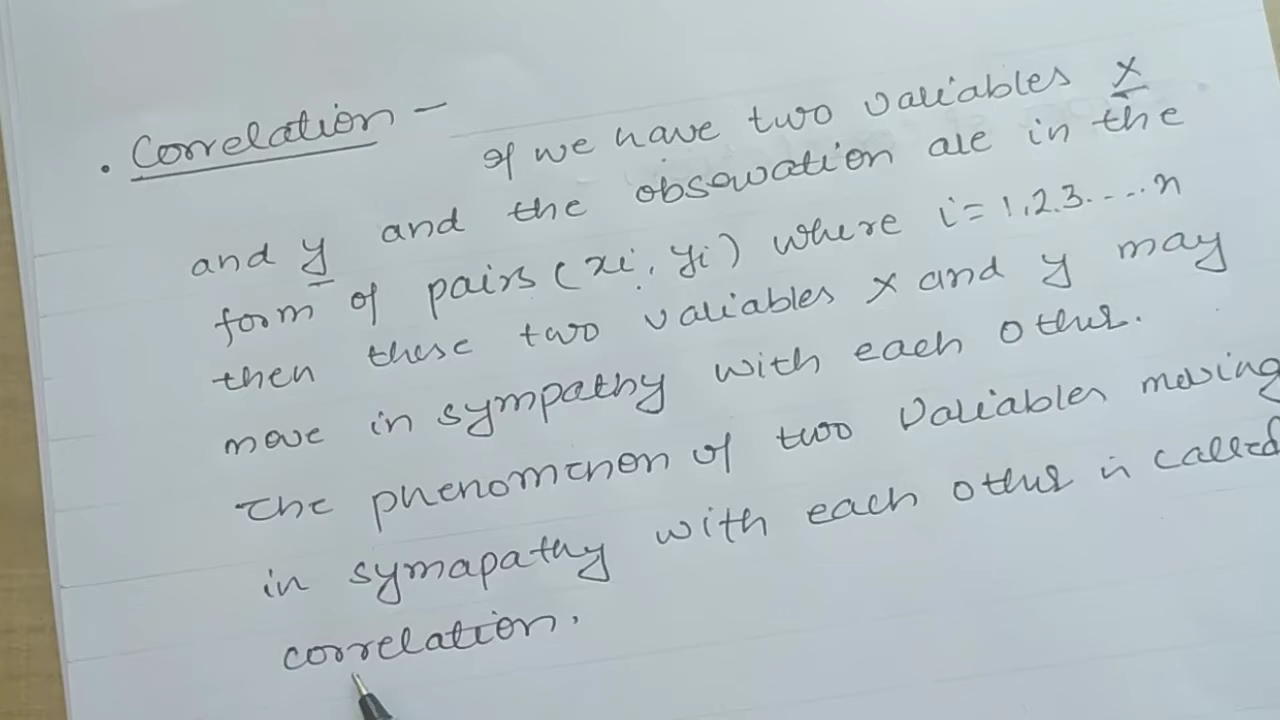 . Correlation -
If we have two variables x
and y and the observation are in the
form of pairs (xi, yi) where i= 1,2,3.....n
then these two variables x and y may
move in sympathy with each other.
The phenomenon of two variables moving
in symapathy with each other is called
correlation.